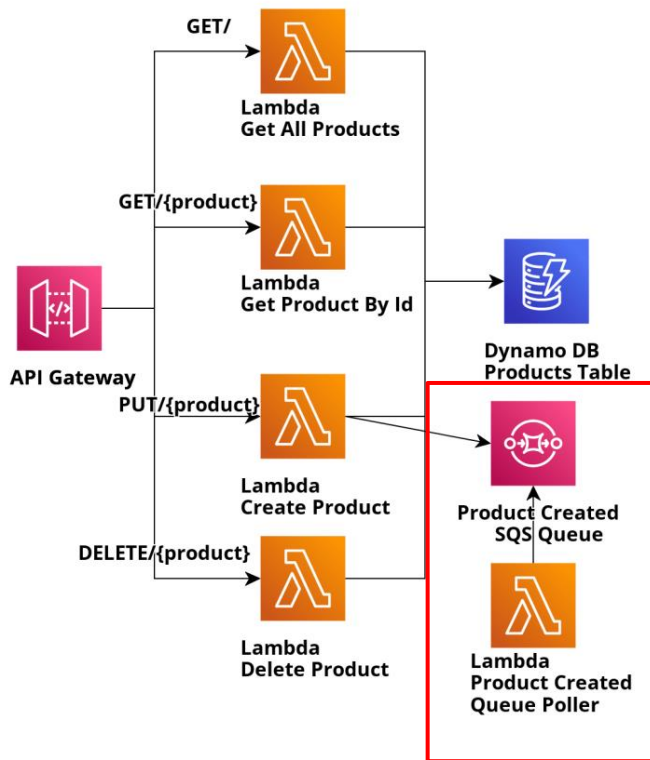 GET/
Lambda
Get All Products
GET/{product}
Lambda
Get Product By Id
API Gateway
Dynamo DB
Products Table
PUT/{product}
Lambda
Create Product
Product Created
SQS Queue
DELETE/{product}
Lambda
Delete Product
Lambda
Product Created
Queue Poller